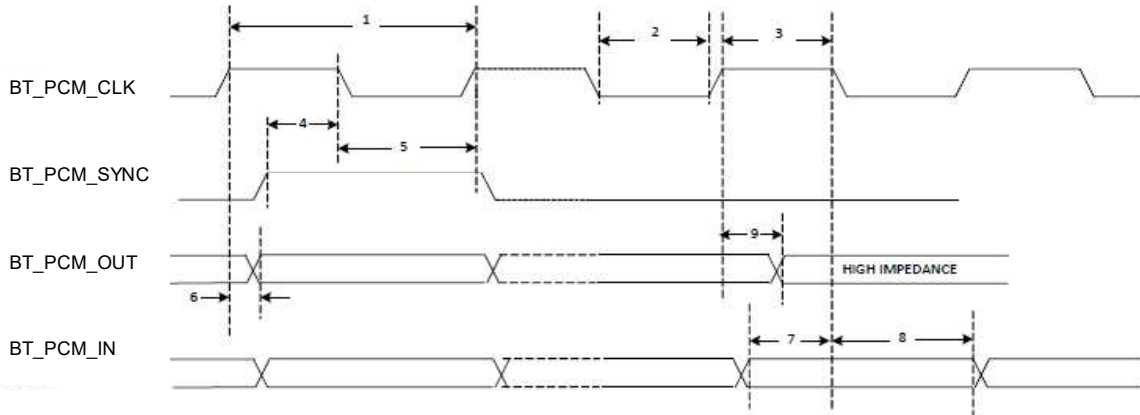 1
2
3
BT_PCM_CLK
4
5
BT_PCM_SYNC
9
BT_PCM_OUT
HIGH IMPEDANCE
6
BT_PCM_IN
7
8